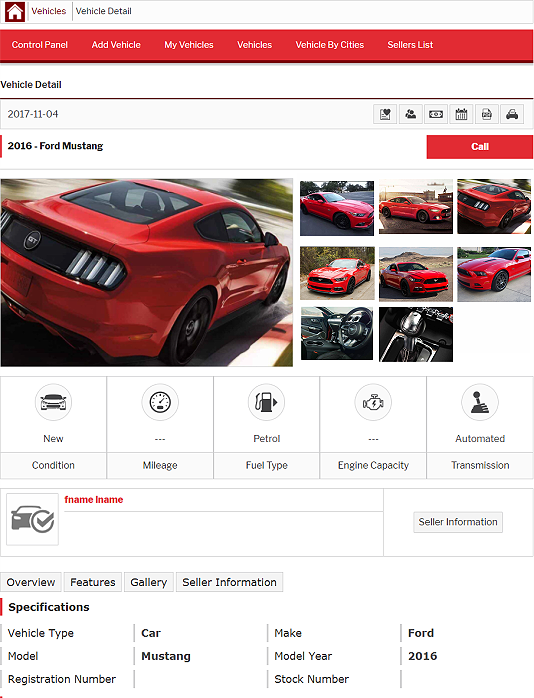 Vehicles Vehicle Detail
Control Panel Add Vehicle My Vehicles Vehicles Vehicle By Cities Sellers List
Vehicle Detail
2017-11-04
2016 - Ford Mustang Call
GT
New --- Petrol --- Automated
Condition Mileage Fuel Type Engine Capacity Transmission
fname lname
Seller Information
Overview Features Gallery Seller Information
Specifications
Vehicle Type Car Make Ford
Model Mustang Model Year 2016
Registration Number Stock Number